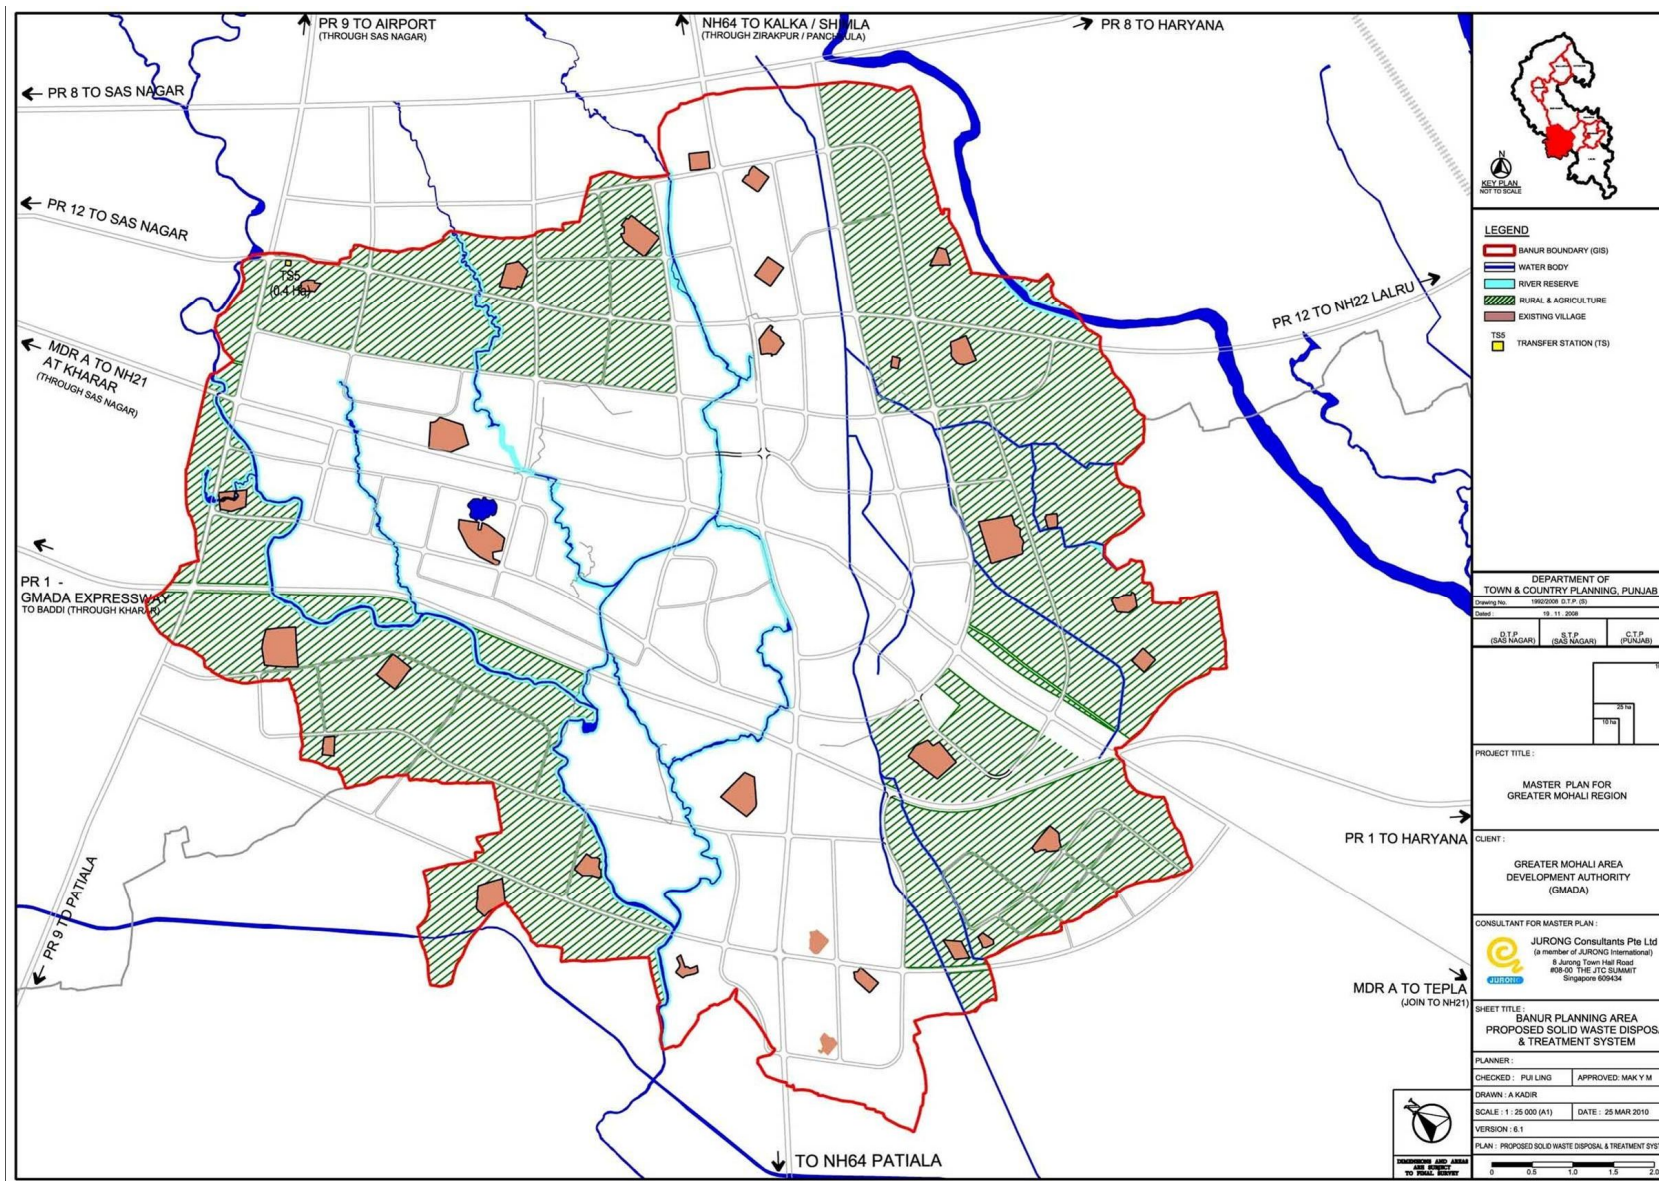 PR 9 TO AIRPORT
(THROUGH SAS NAGAR)
NH64 TO KALKA / SHIMLA
(THROUGH ZIRAKPUR / PANCHKULA)
PR 8 TO HARYANA
PR 8 TO SAS NAGAR
PR 12 TO SAS NAGAR
TS5
(0.4 Ha)
PR 12 TO NH22 LALRU
MDR A TO NH21
AT KHARAR
(THROUGH SAS NAGAR)
PR 1 -
GMADA EXPRESSWAY
TO BADDI (THROUGH KHARAR)
PR 1 TO HARYANA
PR 9 TO PATIALA
MDR A TO TEPLA
(JOIN TO NH21)
TO NH64 PATIALA
DIMENSIONS AND AREAS
ARE SUBJECT
TO FINAL SURVEY
N
KEY PLAN
NOT TO SCALE
LEGEND
BANUR BOUNDARY (GIS)
WATER BODY
RIVER RESERVE
RURAL & AGRICULTURE
EXISTING VILLAGE
TS5
TRANSFER STATION (TS)
DEPARTMENT OF
TOWN & COUNTRY PLANNING, PUNJAB
Drawing No. 1992/2008 D.T.P. (S)
Dated : 19 . 11 . 2008
D.T.P (SAS NAGAR) S.T.P (SAS NAGAR) C.T.P (PUNJAB)
25 ha
10 ha
PROJECT TITLE :
MASTER PLAN FOR
GREATER MOHALI REGION
CLIENT :
GREATER MOHALI AREA
DEVELOPMENT AUTHORITY
(GMADA)
CONSULTANT FOR MASTER PLAN :
JURONG Consultants Pte Ltd
(a member of JURONG International)
8 Jurong Town Hall Road
#08-00 THE JTC SUMMIT
Singapore 609434
JURONG
SHEET TITLE :
BANUR PLANNING AREA
PROPOSED SOLID WASTE DISPOSA
& TREATMENT SYSTEM
PLANNER :
CHECKED : PUI LING APPROVED: MAK Y M
DRAWN : A KADIR
SCALE : 1 : 25 000 (A1) DATE : 25 MAR 2010
VERSION : 6.1
PLAN : PROPOSED SOLID WASTE DISPOSAL & TREATMENT SYST
0 0.5 1.0 1.5 2.0